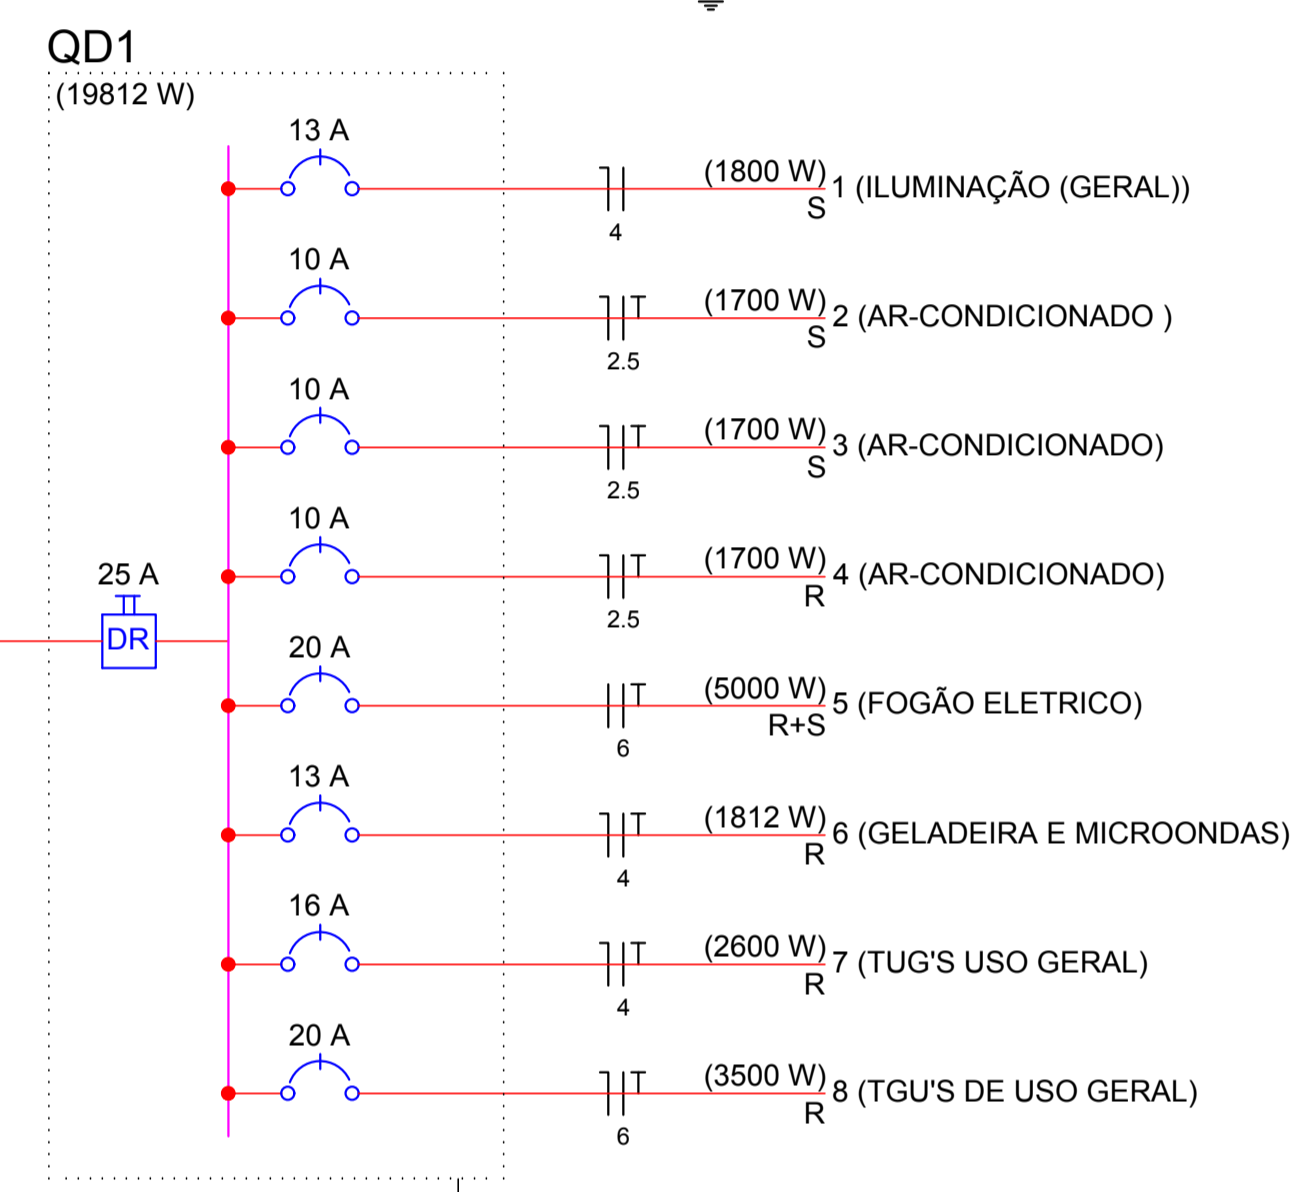 QD1
(19812 W)
13 A
(1800 W)
1 (ILUMINAÇÃO (GERAL))
S
4
10 A
(1700 W)
2 (AR-CONDICIONADO )
S
2.5
10 A
(1700 W)
3 (AR-CONDICIONADO)
S
2.5
10 A
(1700 W)
4 (AR-CONDICIONADO)
R
2.5
25 A
DR
20 A
(5000 W)
5 (FOGÃO ELETRICO)
R+S
6
13 A
(1812 W)
6 (GELADEIRA E MICROONDAS)
R
4
16 A
(2600 W)
7 (TUG'S USO GERAL)
R
4
20 A
(3500 W)
8 (TGU'S DE USO GERAL)
R
6